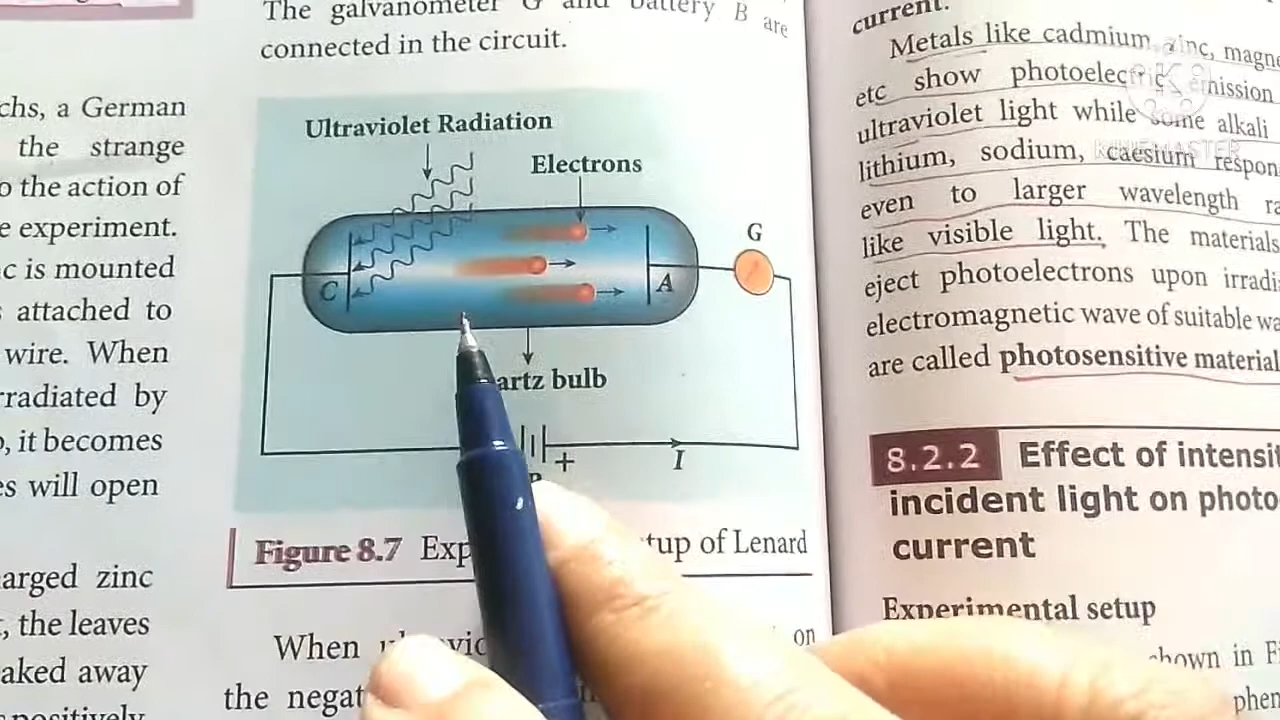 The galvanometer G and battery B are
connected in the circuit.
chs, a German
the strange
o the action of
e experiment.
c is mounted
attached to
wire. When
rradiated by
, it becomes
es will open
arged zinc
, the leaves
aked away
positively
Ultraviolet Radiation
Electrons
G
C
A
artz bulb
+
I
Figure 8.7 Exp tup of Lenard
When on
the negat
current.
Metals like cadmium, zinc, magne
etc show photoelectric emission
ultraviolet light while some alkali
lithium, sodium, caesium respon
even to larger wavelength ra
like visible light. The materials
eject photoelectrons upon irradi
electromagnetic wave of suitable wa
are called photosensitive material
8.2.2 Effect of intensit
incident light on photo
current
Experimental setup
shown in Fi
phen
KINEMASTER